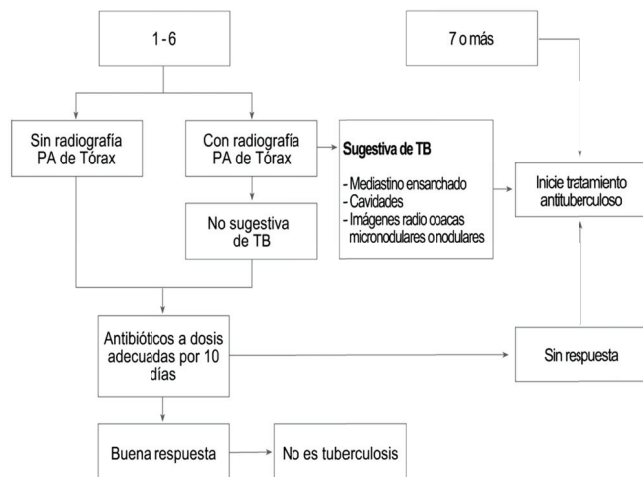 1 - 6
7 o más
Sin radiografía
PA de Tórax
Con radiografía
PA de Tórax
Sugestiva de TB
- Mediastino ensarchado
- Cavidades
- Imágenes radio coacas
micronodulares o nodulares
Inicie tratamiento
antituberculoso
No sugestiva
de TB
Antibióticos a dosis
adecuadas por 10
días
Sin respuesta
Buena respuesta
No es tuberculosis